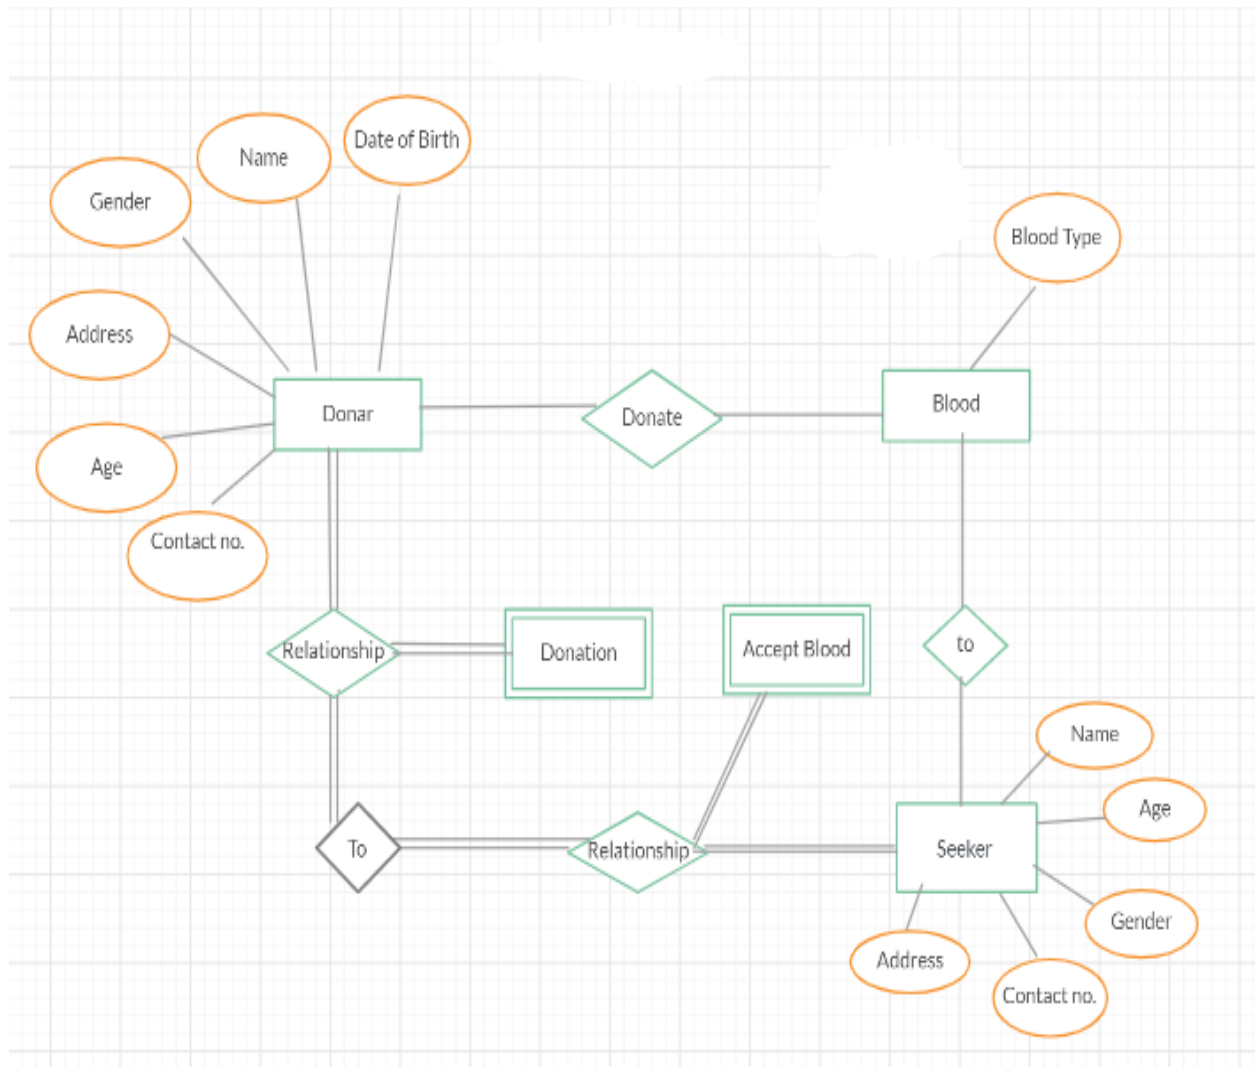 Date of Birth
Name
Gender
Blood Type
Address
Donar
Donate
Blood
Age
Contact no.
Relationship
Donation
Accept Blood
to
Name
Age
To
Relationship
Seeker
Gender
Address
Contact no.